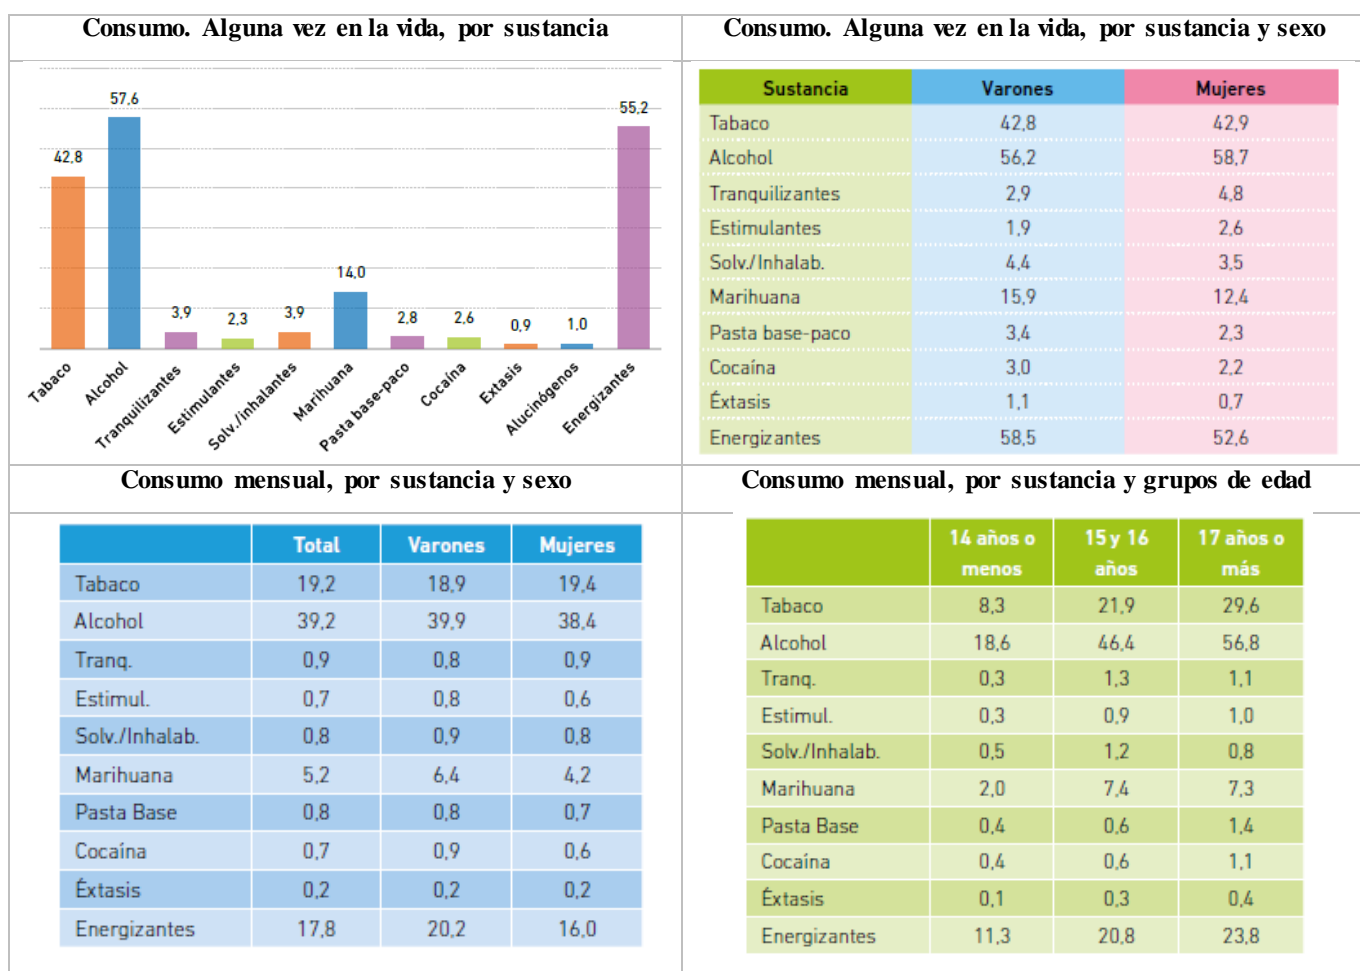 Consumo. Alguna vez en la vida, por sustancia
57,6
55,2
42,8
14,0
3,9
2,3
3,9
2,8
2,6
0,9
1,0
Tabaco
Alcohol
Tranquilizantes
Estimulantes
Solv./inhalantes
Marihuana
Pasta base-paco
Cocaína
Extasis
Alucinógenos
Energizantes
Consumo. Alguna vez en la vida, por sustancia y sexo
Sustancia Varones Mujeres
Tabaco 42,8 42,9
Alcohol 56,2 58,7
Tranquilizantes 2,9 4,8
Estimulantes 1,9 2,6
Solv./Inhalab. 4,4 3,5
Marihuana 15,9 12,4
Pasta base-paco 3,4 2,3
Cocaína 3,0 2,2
Éxtasis 1,1 0,7
Energizantes 58,5 52,6
Consumo mensual, por sustancia y sexo
Total Varones Mujeres
Tabaco 19,2 18,9 19,4
Alcohol 39,2 39,9 38,4
Tranq. 0,9 0,8 0,9
Estimul. 0,7 0,8 0,6
Solv./Inhalab. 0,8 0,9 0,8
Marihuana 5,2 6,4 4,2
Pasta Base 0,8 0,8 0,7
Cocaína 0,7 0,9 0,6
Éxtasis 0,2 0,2 0,2
Energizantes 17,8 20,2 16,0
Consumo mensual, por sustancia y grupos de edad
14 años o 15 y 16 17 años o
menos años más
Tabaco 8,3 21,9 29,6
Alcohol 18,6 46,4 56,8
Tranq. 0,3 1,3 1,1
Estimul. 0,3 0,9 1,0
Solv./Inhalab. 0,5 1,2 0,8
Marihuana 2,0 7,4 7,3
Pasta Base 0,4 0,6 1,4
Cocaína 0,4 0,6 1,1
Éxtasis 0,1 0,3 0,4
Energizantes 11,3 20,8 23,8